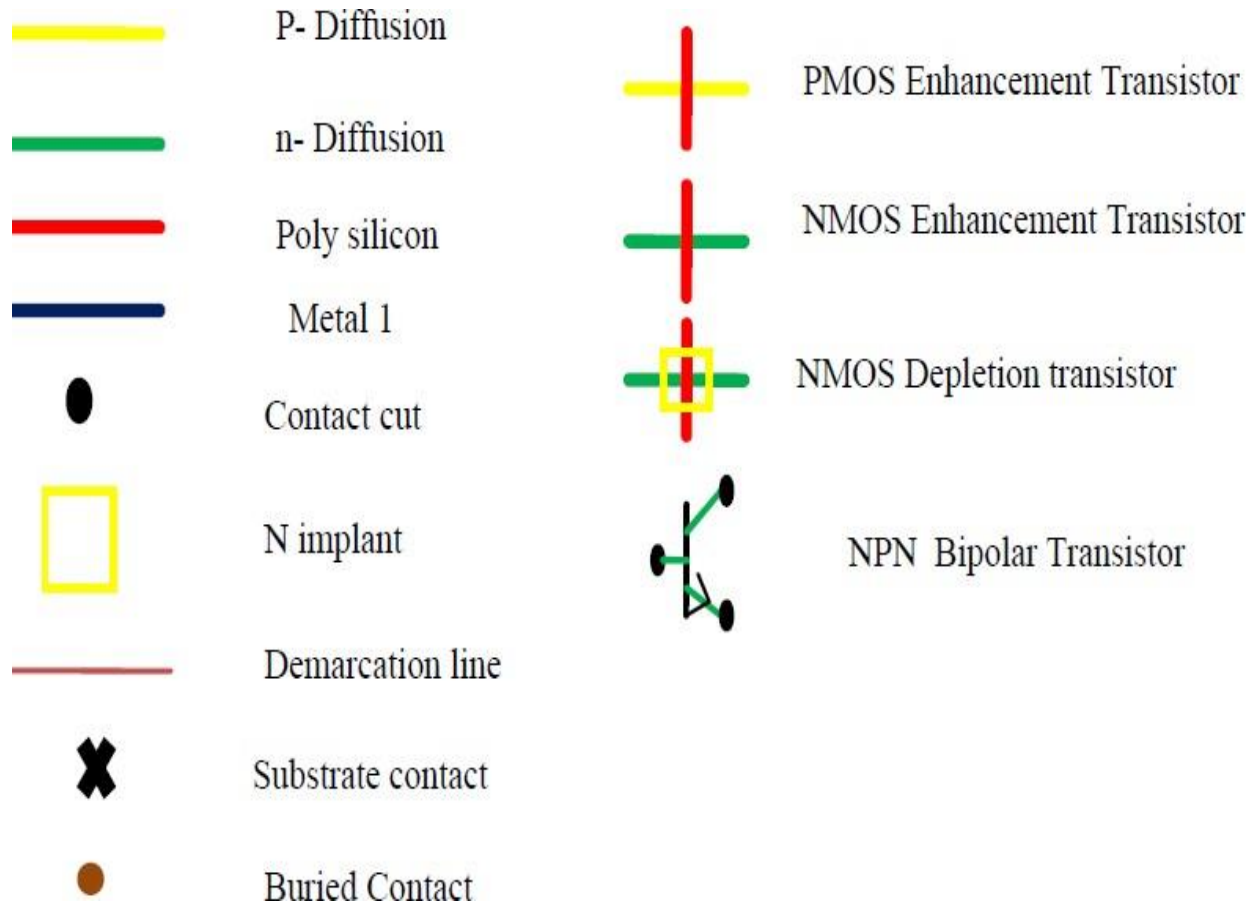 P- Diffusion
n- Diffusion
Poly silicon
Metal 1
Contact cut
N implant
Demarcation line
Substrate contact
Buried Contact
PMOS Enhancement Transistor
NMOS Enhancement Transistor
NMOS Depletion transistor
NPN Bipolar Transistor